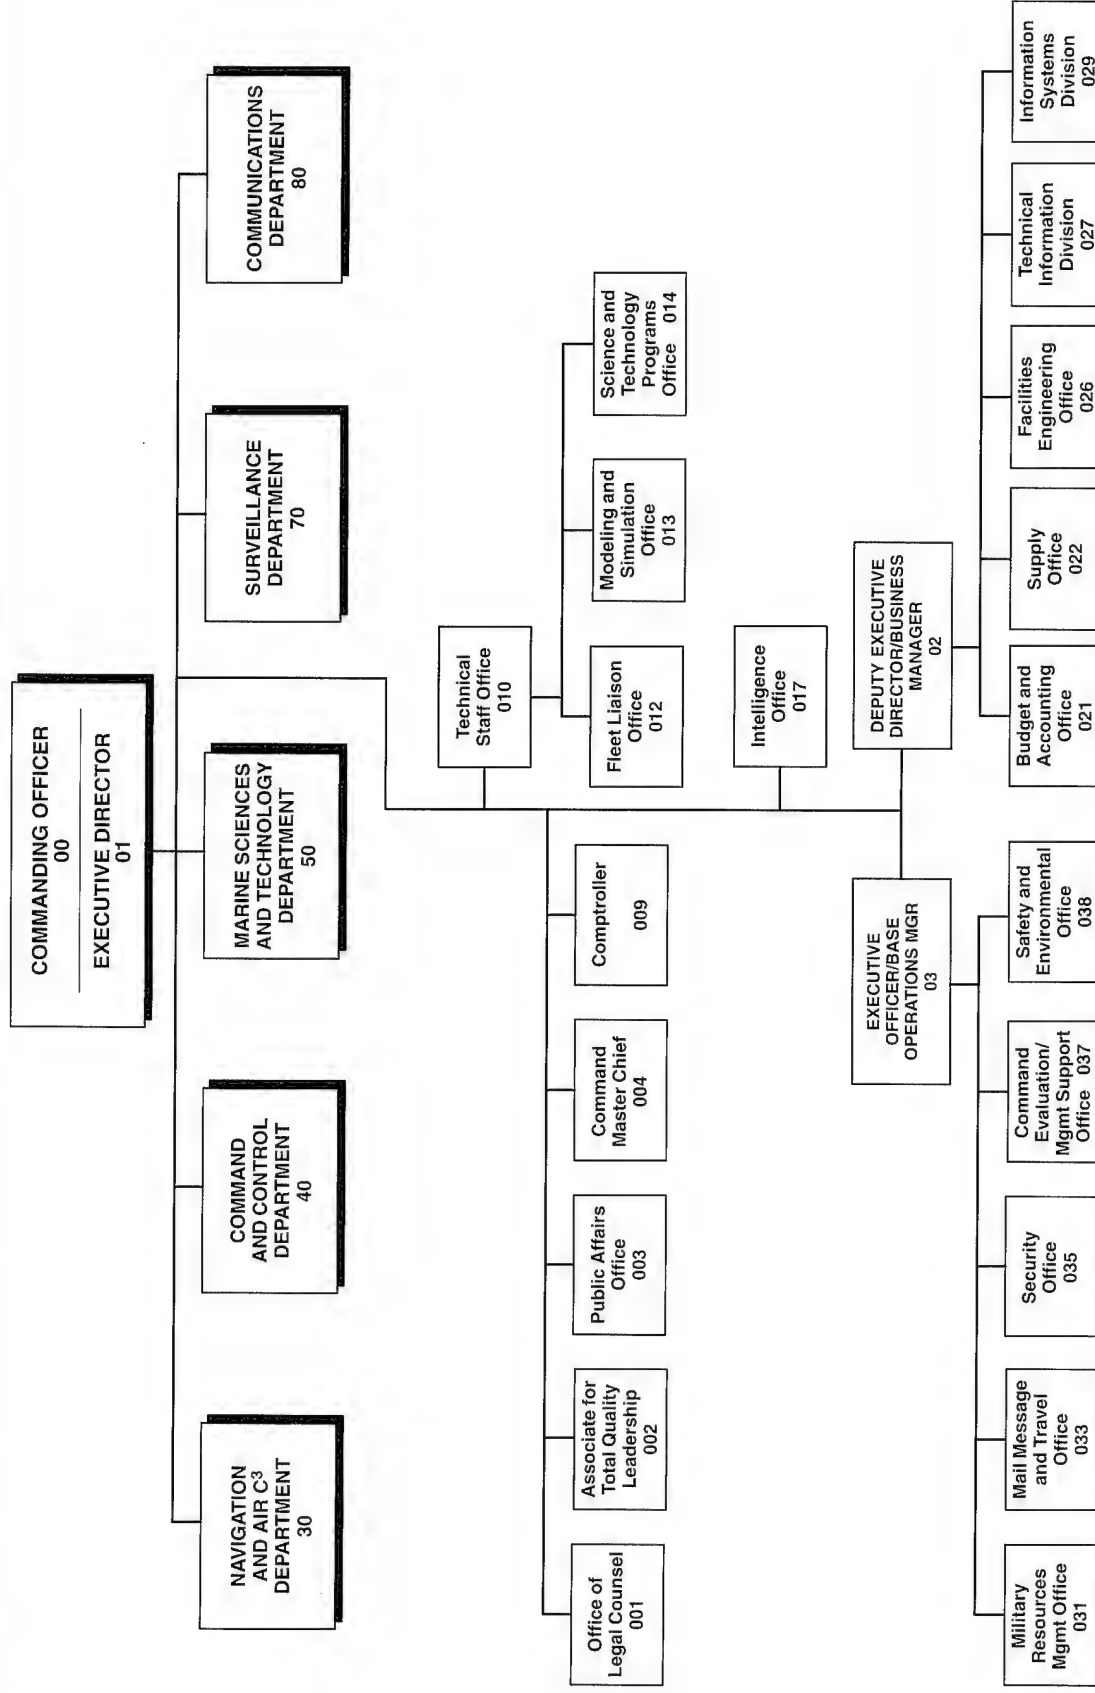 COMMANDING OFFICER
00
EXECUTIVE DIRECTOR
01
NAVIGATION
AND AIR C³
DEPARTMENT
30
COMMAND
AND CONTROL
DEPARTMENT
40
MARINE SCIENCES
AND TECHNOLOGY
DEPARTMENT
50
SURVEILLANCE
DEPARTMENT
70
COMMUNICATIONS
DEPARTMENT
80
Technical
Staff Office
010
Fleet Liaison
Office
012
Modeling and
Simulation
Office
013
Science and
Technology
Programs
Office 014
Office of
Legal Counsel
001
Associate for
Total Quality
Leadership
002
Public Affairs
Office
003
Command
Master Chief
004
Comptroller
009
Intelligence
Office
017
EXECUTIVE
OFFICER/BASE
OPERATIONS MGR
03
DEPUTY EXECUTIVE
DIRECTOR/BUSINESS
MANAGER
02
Military
Resources
Mgmt Office
031
Mail Message
and Travel
Office
033
Security
Office
035
Command
Evaluation/
Mgmt Support
Office 037
Safety and
Environmental
Office
038
Budget and
Accounting
Office
021
Supply
Office
022
Facilities
Engineering
Office
026
Technical
Information
Division
027
Information
Systems
Division
029